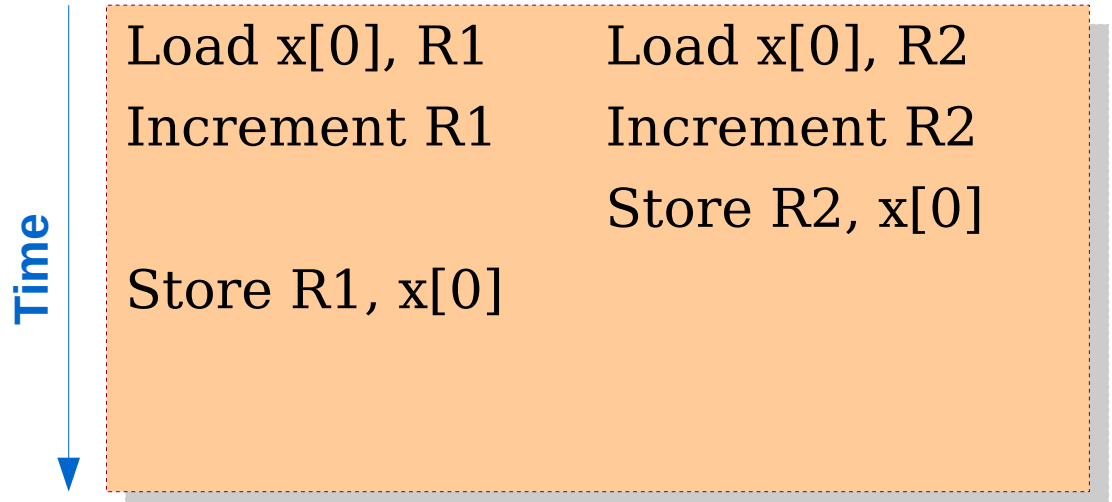 Load x[0], R1 Load x[0], R2
Increment R1 Increment R2
Store R2, x[0]
Store R1, x[0]
Time